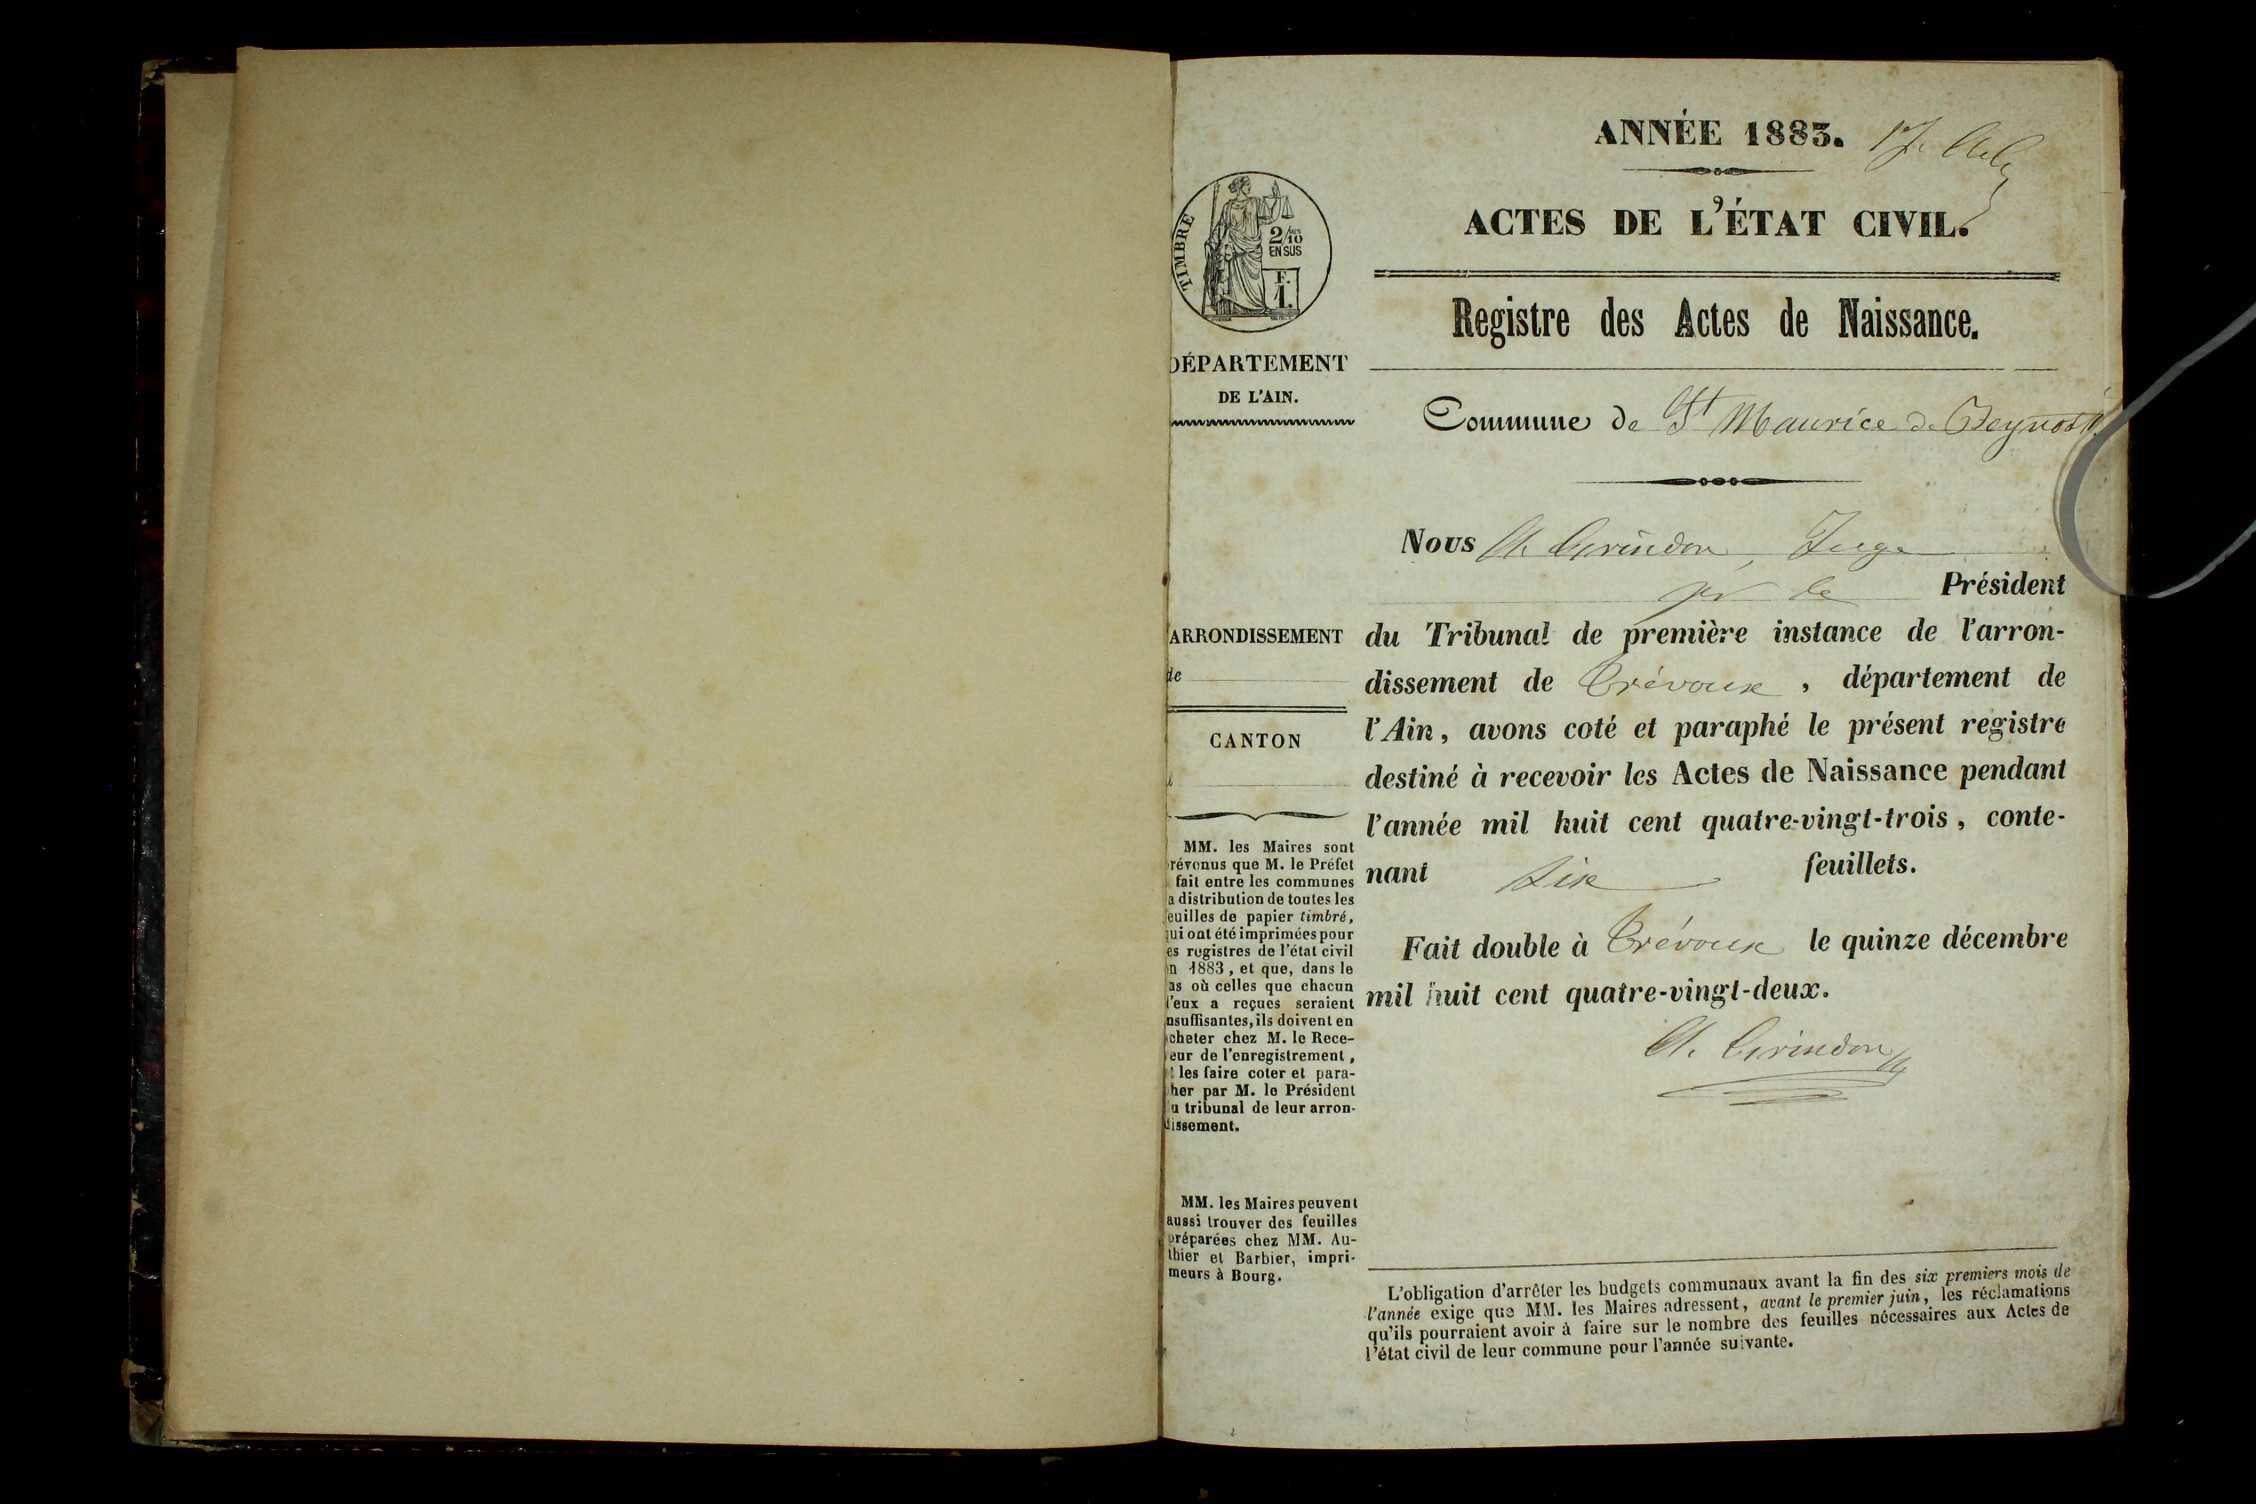 ANNÉE 1883.
ACTES DE L'ÉTAT CIVIL.
TIMBRE
2/10
EN SUS
F.
1.
Registre des Actes de Naissance.
DÉPARTEMENT
DE L'AIN.
Commune de St Maurice de Beynost
Nous Ch. Grindon, Juge
pr le Président
du Tribunal de première instance de l'arron-
dissement de Trévoux, département de
l'Ain, avons coté et paraphé le présent registre
destiné à recevoir les Actes de Naissance pendant
l'année mil huit cent quatre-vingt-trois, conte-
nant six feuillets.
Fait double à Trévoux le quinze décembre
mil huit cent quatre-vingt-deux.
Ch. Grindon
ARRONDISSEMENT
de
CANTON
MM. les Maires sont
révenus que M. le Préfet
fait entre les communes
a distribution de toutes les
euilles de papier timbré,
qui ont été imprimées pour
es registres de l'état civil
n 1883, et que, dans le
as où celles que chacun
d'eux a reçues seraient
nsuffisantes, ils doivent en
cheter chez M. le Rece-
eur de l'enregistrement,
t les faire coter et para-
pher par M. le Président
u tribunal de leur arron-
dissement.
MM. les Maires peuvent
aussi trouver des feuilles
préparées chez MM. Au-
thier et Barbier, impri-
meurs à Bourg.
L'obligation d'arrêter les budgets communaux avant la fin des six premiers mois de
l'année exige que MM. les Maires adressent, avant le premier juin, les réclamations
qu'ils pourraient avoir à faire sur le nombre des feuilles nécessaires aux Actes de
l'état civil de leur commune pour l'année suivante.